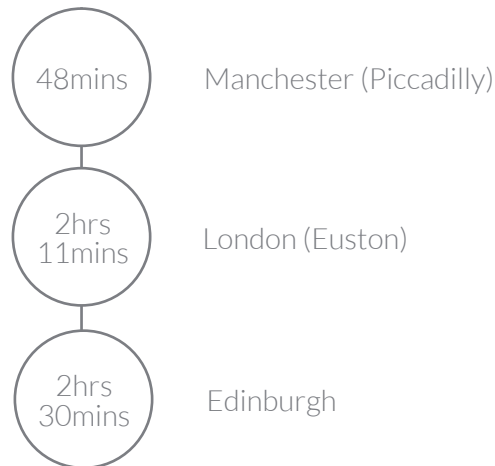 48mins
Manchester (Piccadilly)
2hrs
11mins
London (Euston)
2hrs
30mins
Edinburgh